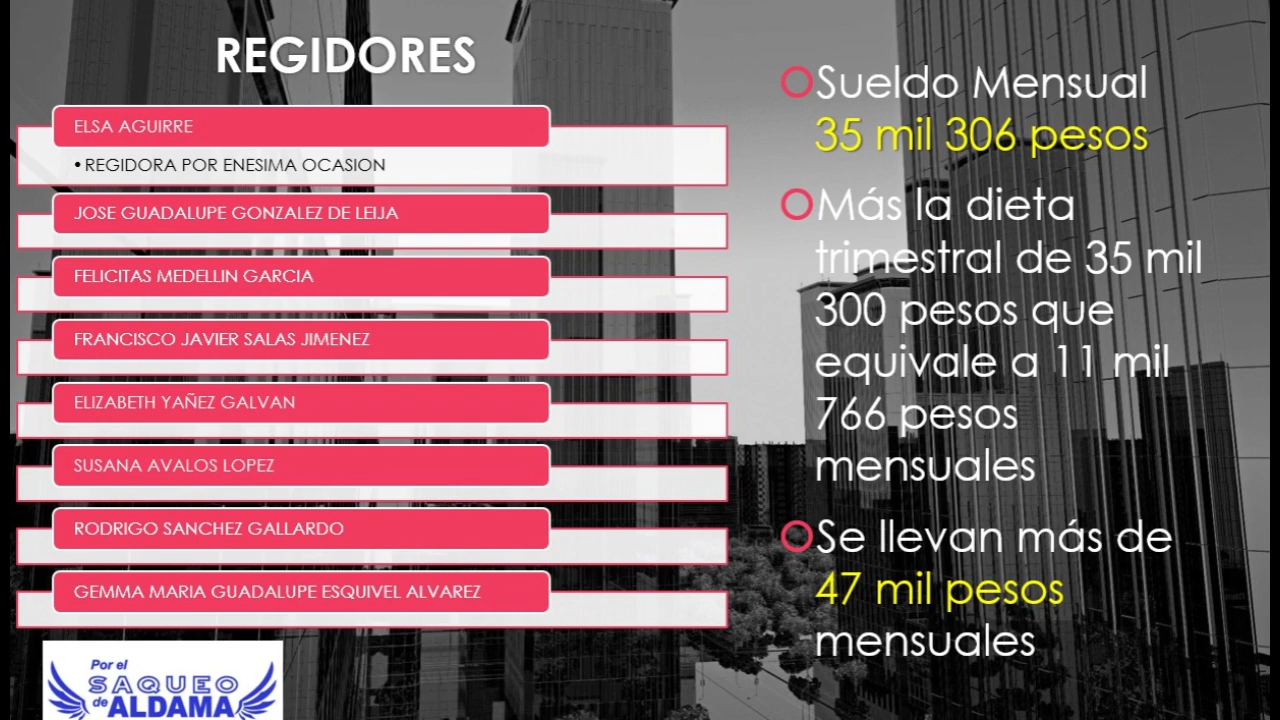 REGIDORES
ELSA AGUIRRE
• REGIDORA POR ENESIMA OCASION
JOSE GUADALUPE GONZALEZ DE LEIJA
FELICITAS MEDELLIN GARCIA
FRANCISCO JAVIER SALAS JIMENEZ
ELIZABETH YAÑEZ GALVAN
SUSANA AVALOS LOPEZ
RODRIGO SANCHEZ GALLARDO
GEMMA MARIA GUADALUPE ESQUIVEL ALVAREZ
Por el
SAQUEO
de ALDAMA
Sueldo Mensual
35 mil 306 pesos
Más la dieta
trimestral de 35 mil
300 pesos que
equivale a 11 mil
766 pesos
mensuales
Se llevan más de
47 mil pesos
mensuales